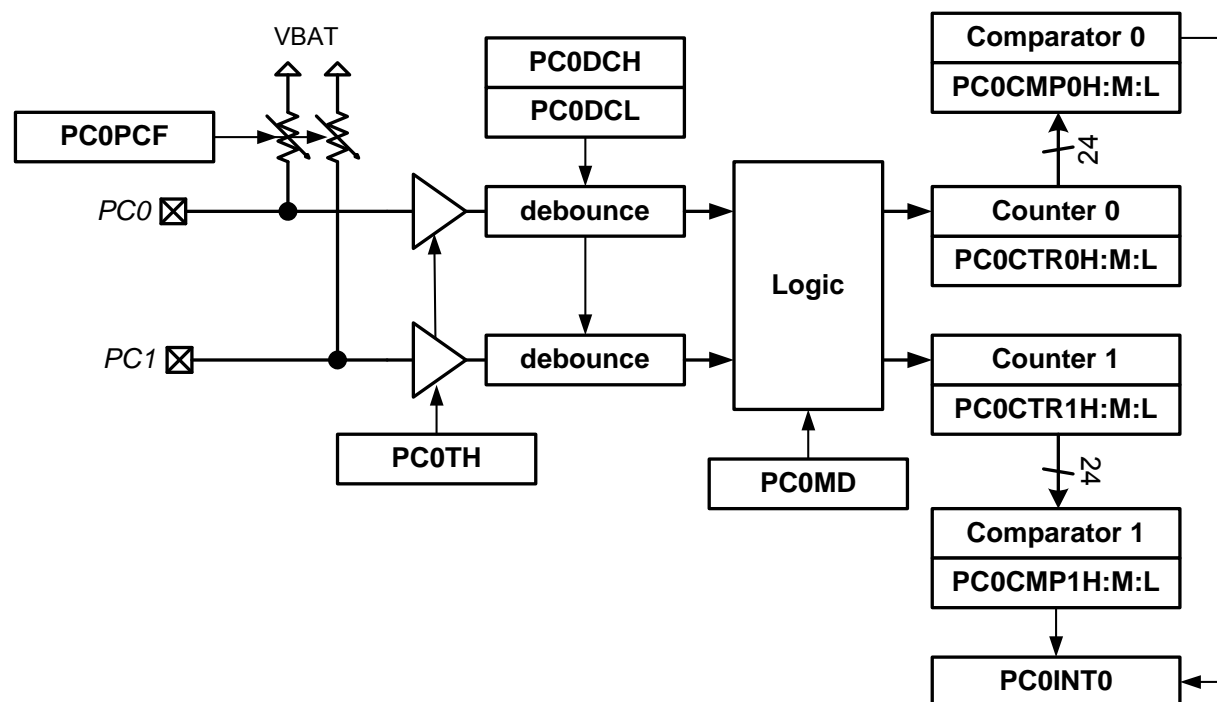 VBAT
PC0PCF
PC0DCH
PC0DCL
Comparator 0
PC0CMP0H:M:L
24
PC0
debounce
Logic
Counter 0
PC0CTR0H:M:L
PC1
debounce
Counter 1
PC0CTR1H:M:L
PC0TH
PC0MD
24
Comparator 1
PC0CMP1H:M:L
PC0INT0